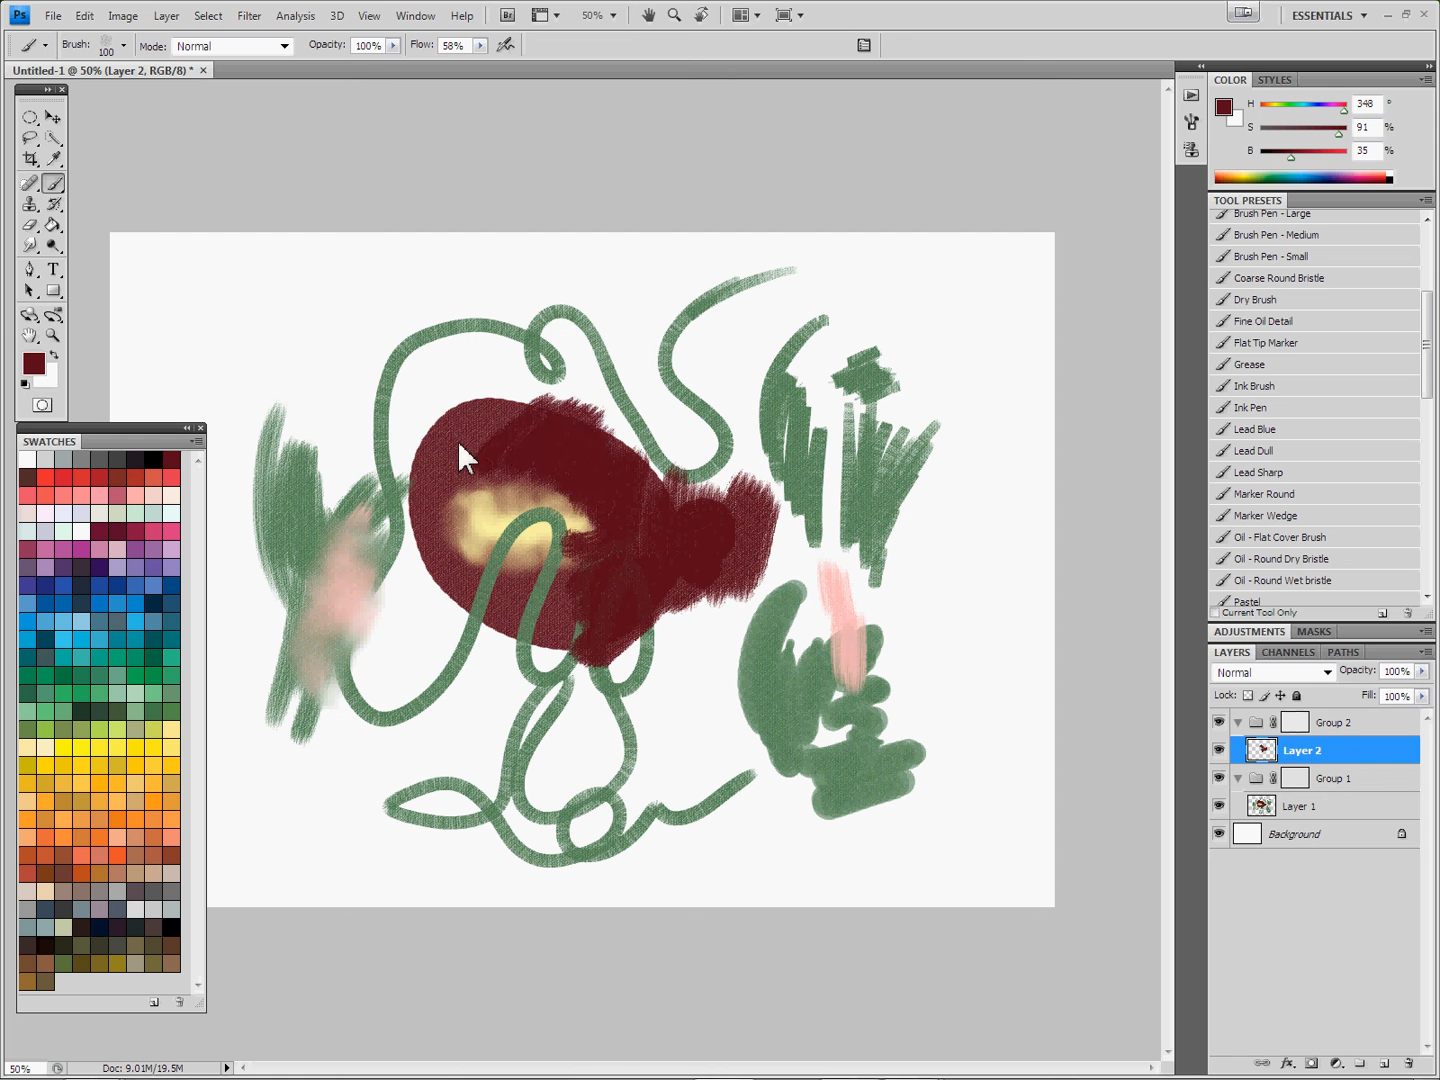 Ps File Edit Image Layer Select Filter Analysis 3D View Window Help Br 50% ESSENTIALS
Brush: 100 Mode: Normal Opacity: 100% Flow: 58%
Untitled-1 @ 50% (Layer 2, RGB/8) *
COLOR STYLES
H 348 °
S 91 %
B 35 %
TOOL PRESETS
Brush Pen - Large
Brush Pen - Medium
Brush Pen - Small
Coarse Round Bristle
Dry Brush
Fine Oil Detail
Flat Tip Marker
Grease
Ink Brush
Ink Pen
Lead Blue
Lead Dull
Lead Sharp
Marker Round
Marker Wedge
Oil - Flat Cover Brush
Oil - Round Dry Bristle
Oil - Round Wet bristle
Pastel
Current Tool Only
T
SWATCHES
ADJUSTMENTS MASKS
LAYERS CHANNELS PATHS
Normal Opacity: 100%
Lock: Fill: 100%
Group 2
Layer 2
Group 1
Layer 1
Background
fx
50% Doc: 9.01M/19.5M